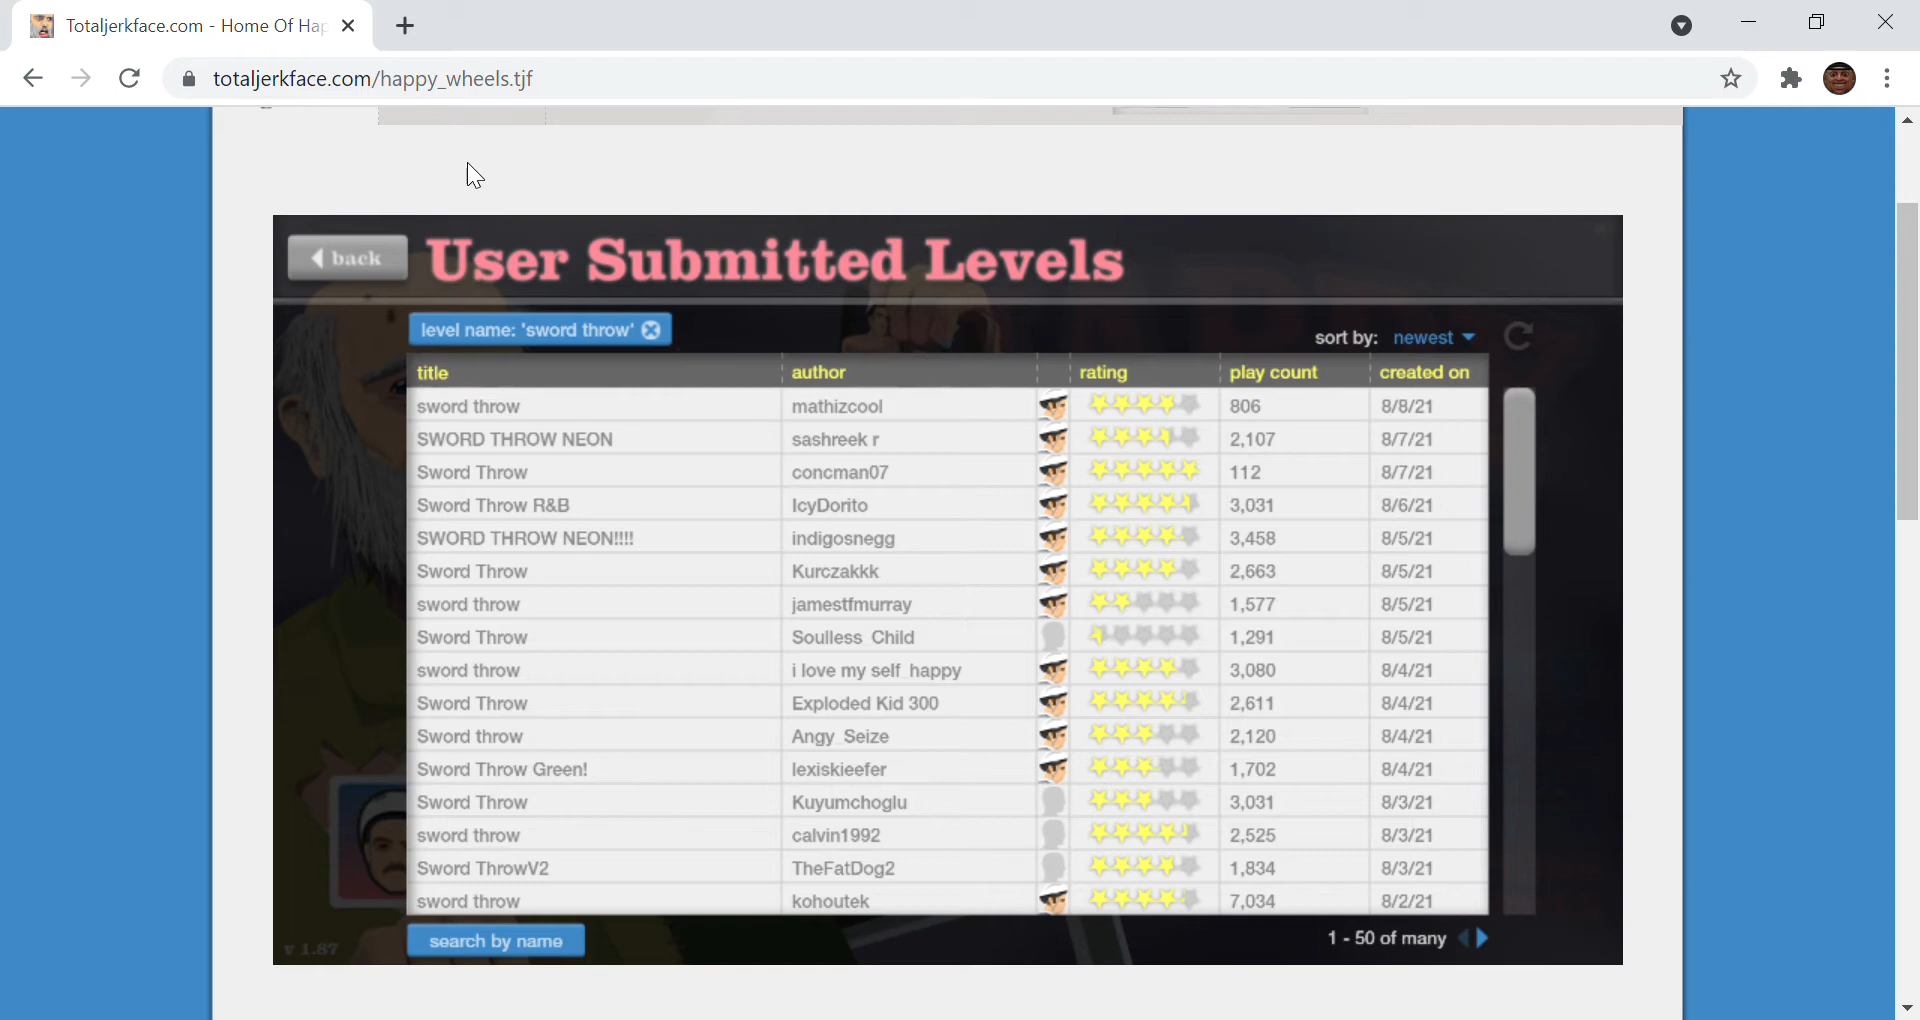 Totaljerkface.com - Home Of Hap
totaljerkface.com/happy_wheels.tjf
back
User Submitted Levels
level name: 'sword throw'
sort by: newest
title author rating play count created on
sword throw mathizcool 806 8/8/21
SWORD THROW NEON sashreek r 2,107 8/7/21
Sword Throw concman07 112 8/7/21
Sword Throw R&B IcyDorito 3,031 8/6/21
SWORD THROW NEON!!!! indigosnegg 3,458 8/5/21
Sword Throw Kurczakkk 2,663 8/5/21
sword throw jamestfmurray 1,577 8/5/21
Sword Throw Soulless_Child 1,291 8/5/21
sword throw i love my self_happy 3,080 8/4/21
Sword Throw Exploded Kid 300 2,611 8/4/21
Sword throw Angy_Seize 2,120 8/4/21
Sword Throw Green! lexiskieefer 1,702 8/4/21
Sword Throw Kuyumchoglu 3,031 8/3/21
sword throw calvin1992 2,525 8/3/21
Sword ThrowV2 TheFatDog2 1,834 8/3/21
sword throw kohoutek 7,034 8/2/21
search by name
1 - 50 of many
v 1.87